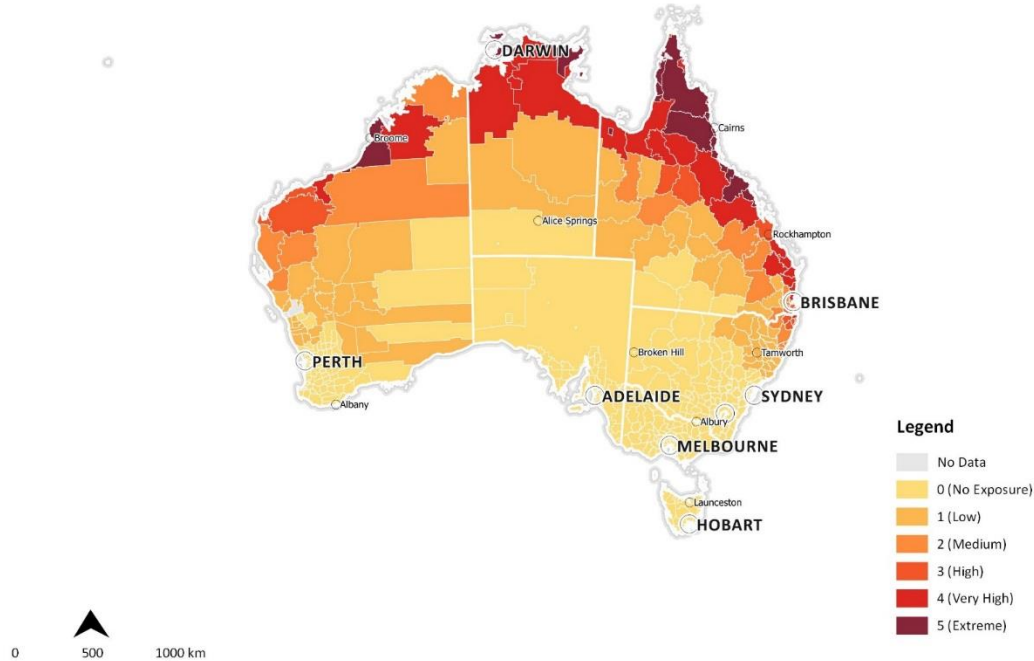 DARWIN
Broome
Cairns
Alice Springs
Rockhampton
BRISBANE
PERTH
Broken Hill
Tamworth
Albany
ADELAIDE
SYDNEY
Albury
MELBOURNE
Launceston
HOBART
Legend
No Data
0 (No Exposure)
1 (Low)
2 (Medium)
3 (High)
4 (Very High)
5 (Extreme)
0 500 1000 km